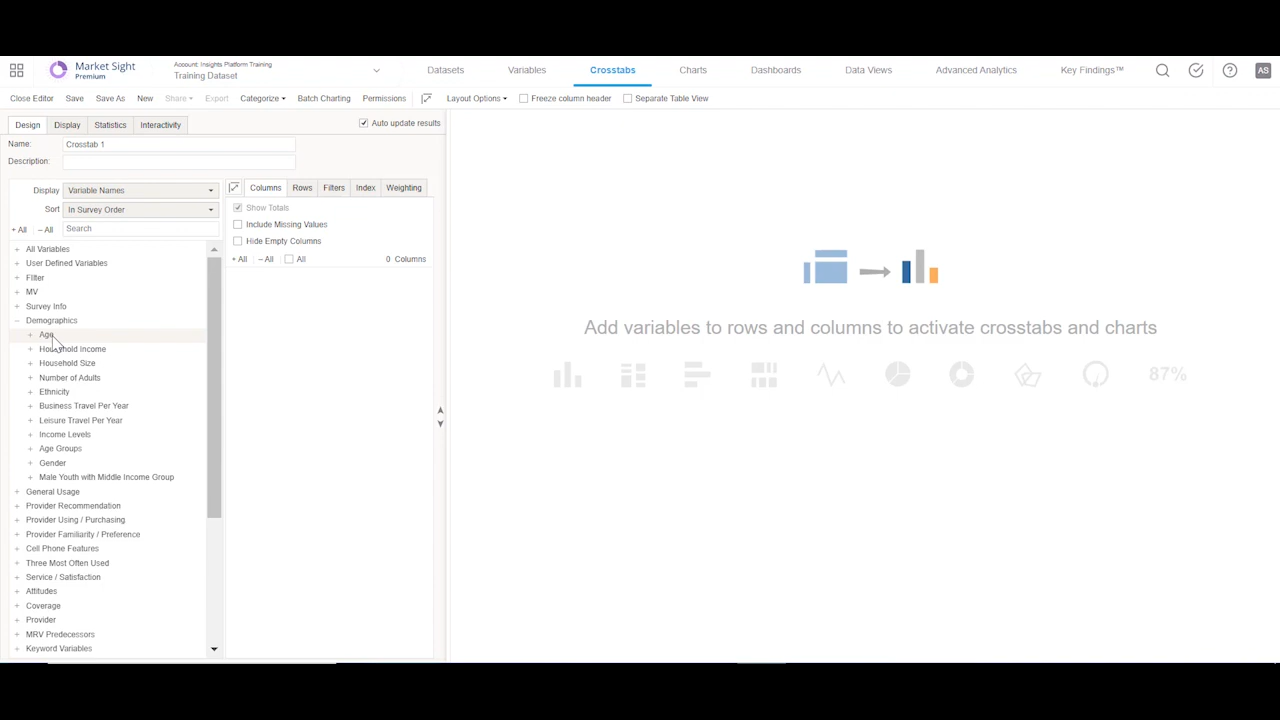 Market Sight
Premium
Account: Insights Platform Training
Training Dataset
Datasets
Variables
Crosstabs
Charts
Dashboards
Data Views
Advanced Analytics
Key Findings™
AS
Close Editor Save Save As New Share Export Categorize Batch Charting Permissions Layout Options Freeze column header Separate Table View
Design Display Statistics Interactivity Auto update results
Name: Crosstab 1
Description:
Display Variable Names
Sort In Survey Order
+ All – All Search
+ All Variables
+ User Defined Variables
+ Filter
+ MV
+ Survey Info
– Demographics
+ Age
+ Household Income
+ Household Size
+ Number of Adults
+ Ethnicity
+ Business Travel Per Year
+ Leisure Travel Per Year
+ Income Levels
+ Age Groups
+ Gender
+ Male Youth with Middle Income Group
+ General Usage
+ Provider Recommendation
+ Provider Using / Purchasing
+ Provider Familiarity / Preference
+ Cell Phone Features
+ Three Most Often Used
+ Service / Satisfaction
+ Attitudes
+ Coverage
+ Provider
+ MRV Predecessors
+ Keyword Variables
Columns Rows Filters Index Weighting
Show Totals
Include Missing Values
Hide Empty Columns
+ All – All All 0 Columns
Add variables to rows and columns to activate crosstabs and charts
87%